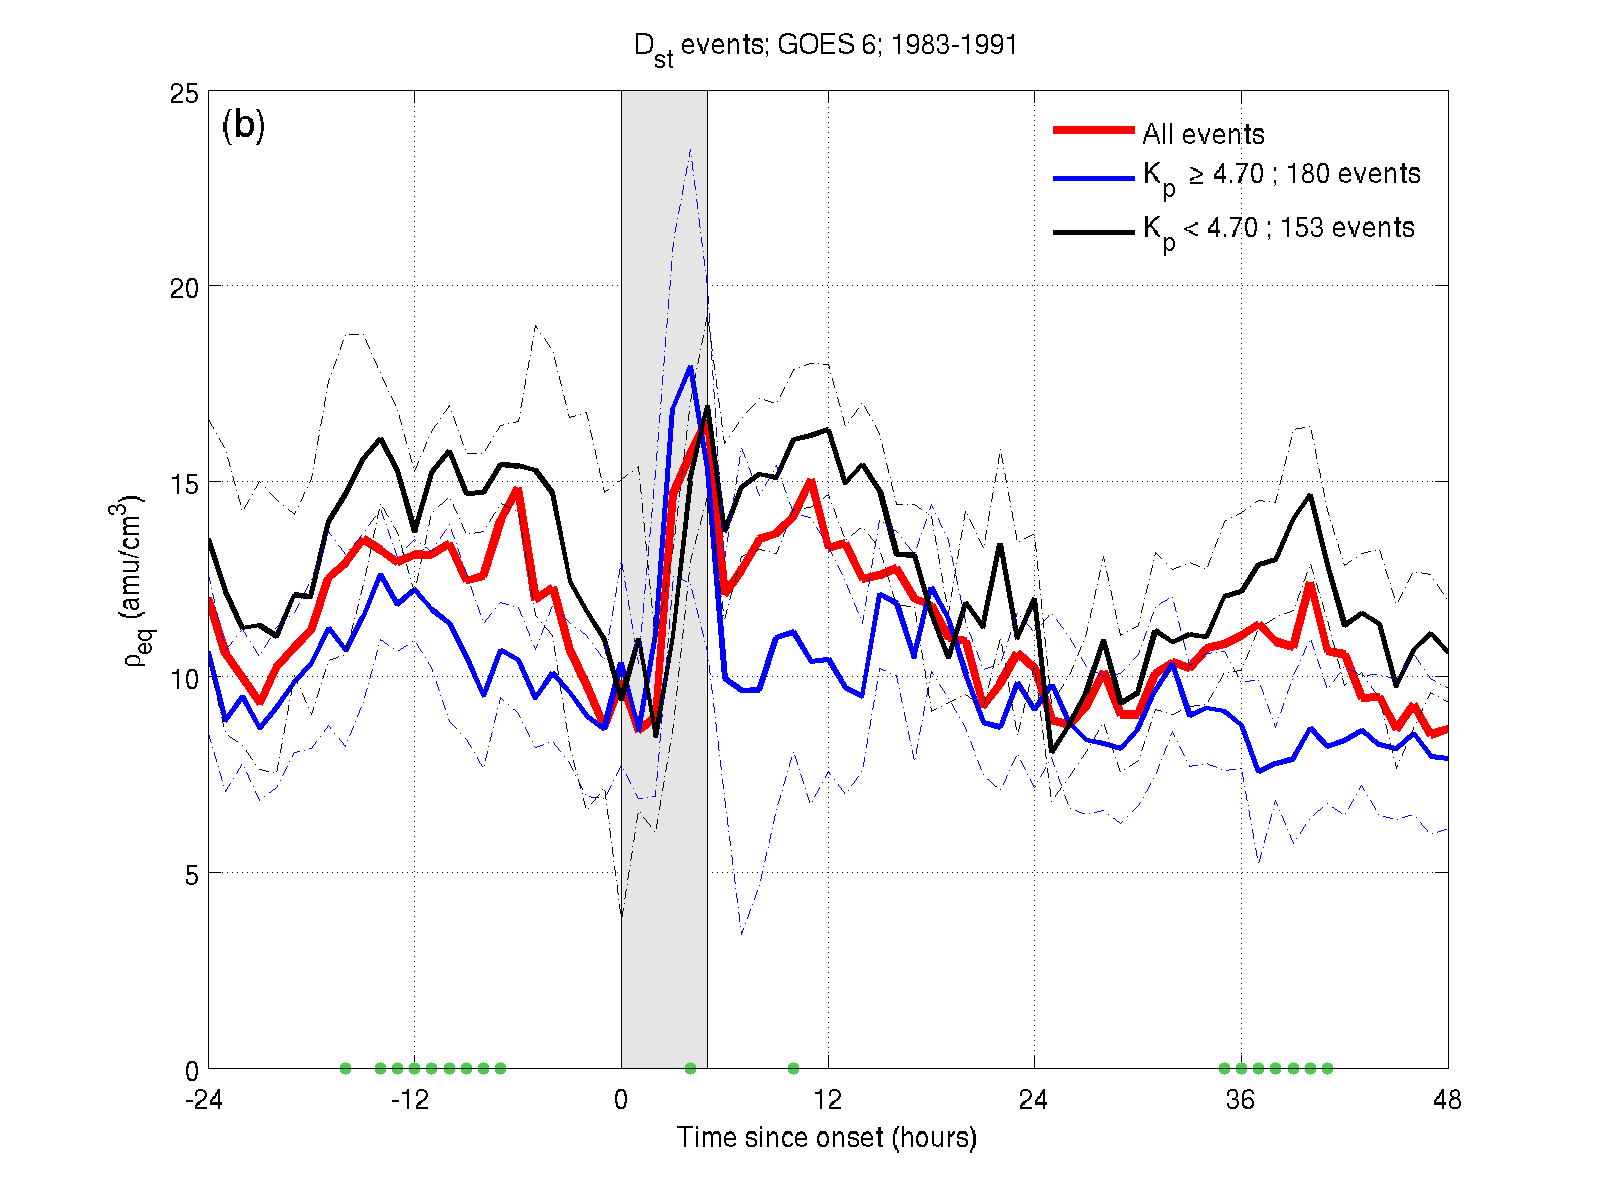 D_st events; GOES 6; 1983-1991
(b)
All events
K_p ≥ 4.70 ; 180 events
K_p < 4.70 ; 153 events
25
20
15
10
5
0
ρ_eq (amu/cm^3)
-24 -12 0 12 24 36 48
Time since onset (hours)